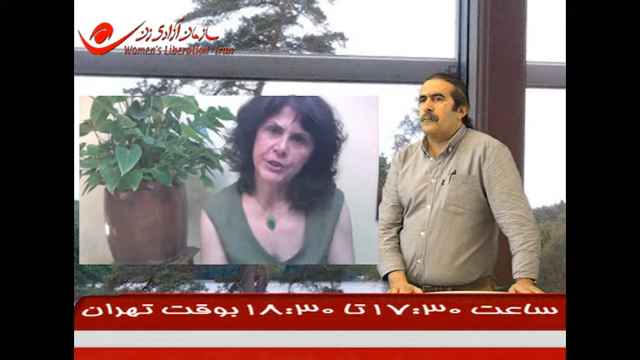 سازمان آزادی زن
Women's Liberation-Iran
ساعت ۱۷:۳۰ تا ۱۸:۳۰ بوقت تهران